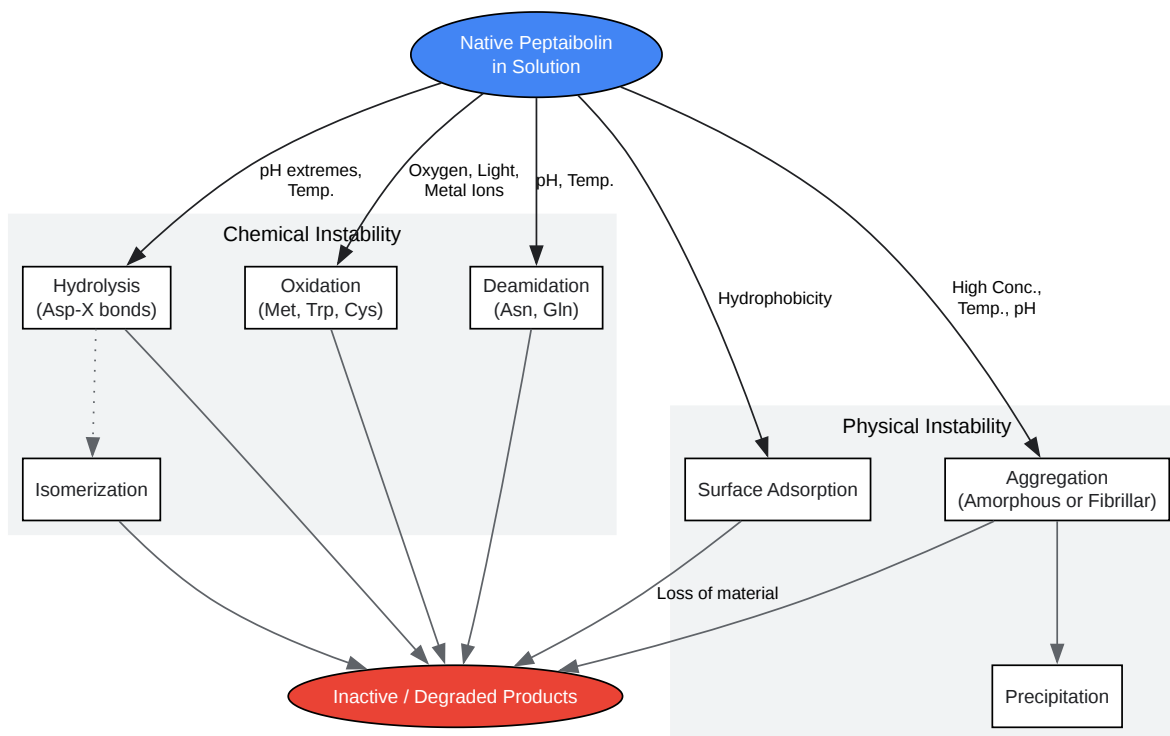 Native Peptaibolin
in Solution
pH extremes,
Temp.
Oxygen, Light,
Metal Ions
pH, Temp.
Hydrophobicity
High Conc.,
Temp., pH
Chemical Instability
Hydrolysis
(Asp-X bonds)
Oxidation
(Met, Trp, Cys)
Deamidation
(Asn, Gln)
Isomerization
Physical Instability
Surface Adsorption
Aggregation
(Amorphous or Fibrillar)
Loss of material
Inactive / Degraded Products
Precipitation